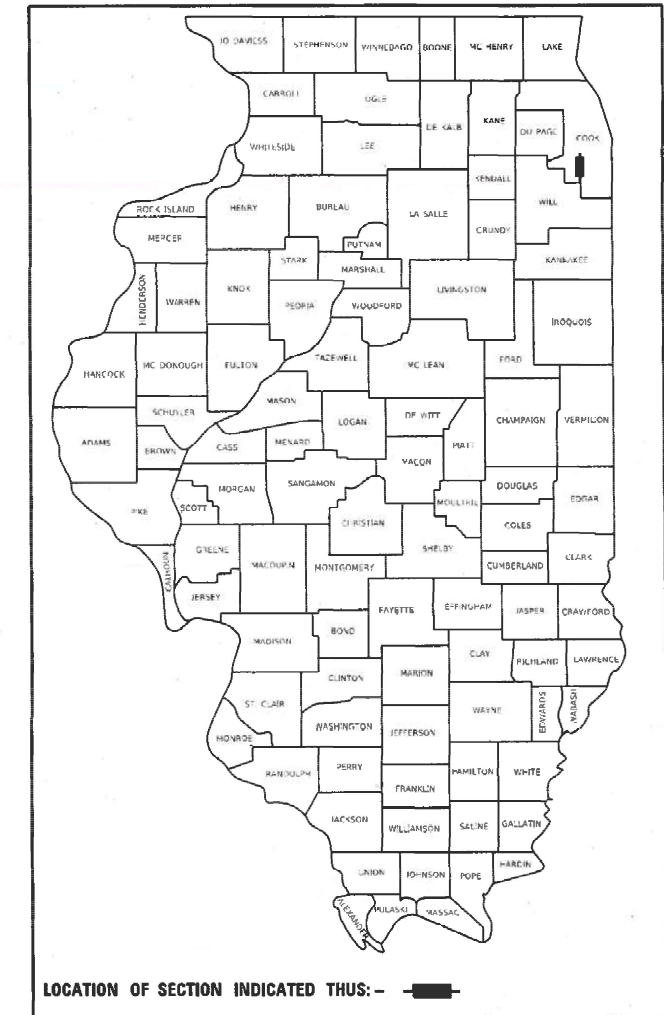 JO DAVIESS STEPHENSON WINNEBAGO BOONE MC HENRY LAKE
CARROLL OGLE DE KALB KANE DU PAGE COOK
WHITESIDE LEE
KENDALL WILL
ROCK ISLAND HENRY BUREAU LA SALLE GRUNDY
MERCER PUTNAM
STARK MARSHALL KANKAKEE
HENDERSON WARREN KNOX PEORIA WOODFORD LIVINGSTON IROQUOIS
HANCOCK MC DONOUGH FULTON TAZEWELL MC LEAN FORD
SCHUYLER MASON LOGAN DE WITT CHAMPAIGN VERMILION
ADAMS BROWN CASS MENARD PIATT
MACON
PIKE SCOTT MORGAN SANGAMON MOULTRIE DOUGLAS EDGAR
CHRISTIAN COLES
CALHOUN GREENE MACOUPIN MONTGOMERY SHELBY CUMBERLAND CLARK
JERSEY FAYETTE EFFINGHAM JASPER CRAWFORD
MADISON BOND
CLINTON MARION CLAY RICHLAND LAWRENCE
ST. CLAIR WAYNE EDWARDS WABASH
MONROE WASHINGTON JEFFERSON
RANDOLPH PERRY HAMILTON WHITE
FRANKLIN
JACKSON WILLIAMSON SALINE GALLATIN
UNION JOHNSON POPE HARDIN
ALEXANDER PULASKI MASSAC
LOCATION OF SECTION INDICATED THUS: -